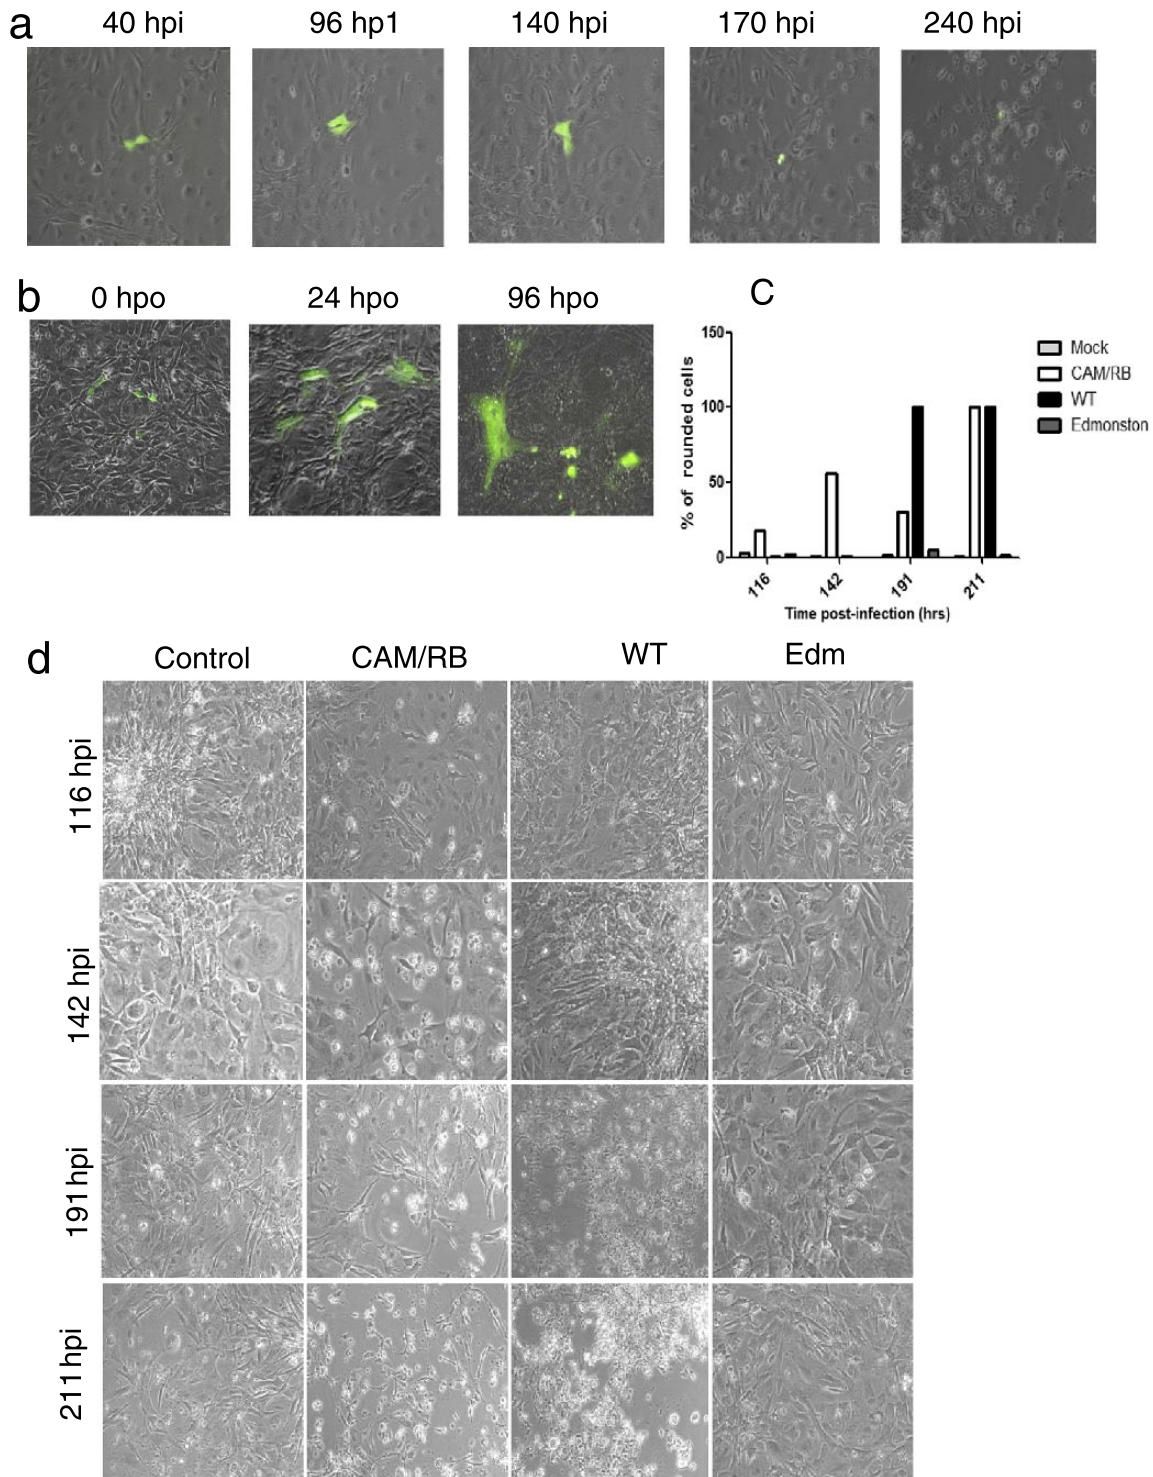 a
40 hpi 96 hp1 140 hpi 170 hpi 240 hpi
b
0 hpo 24 hpo 96 hpo
C
150
100
50
0
% of rounded cells
116 142 191 211
Time post-infection (hrs)
Mock
CAM/RB
WT
Edmonston
d
Control CAM/RB WT Edm
116 hpi
142 hpi
191 hpi
211 hpi